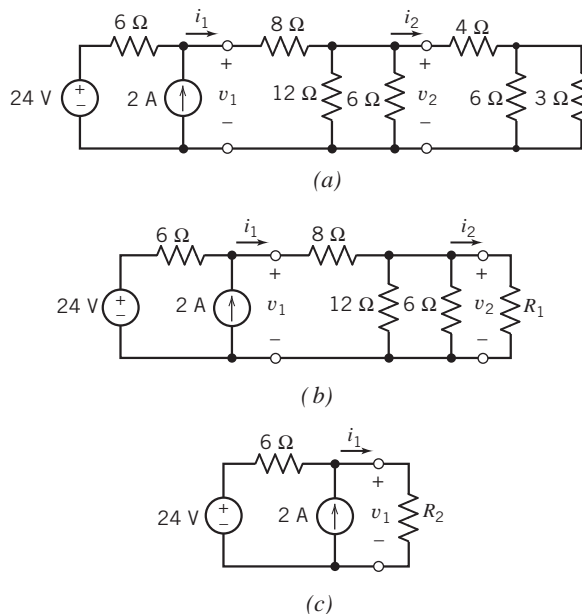 6 Ω i1 8 Ω i2 4 Ω
24 V + − 2 A + v1 − 12 Ω 6 Ω + v2 − 6 Ω 3 Ω
(a)
6 Ω i1 8 Ω i2
24 V + − 2 A + v1 − 12 Ω 6 Ω + v2 − R1
(b)
6 Ω i1
24 V + − 2 A + v1 − R2
(c)